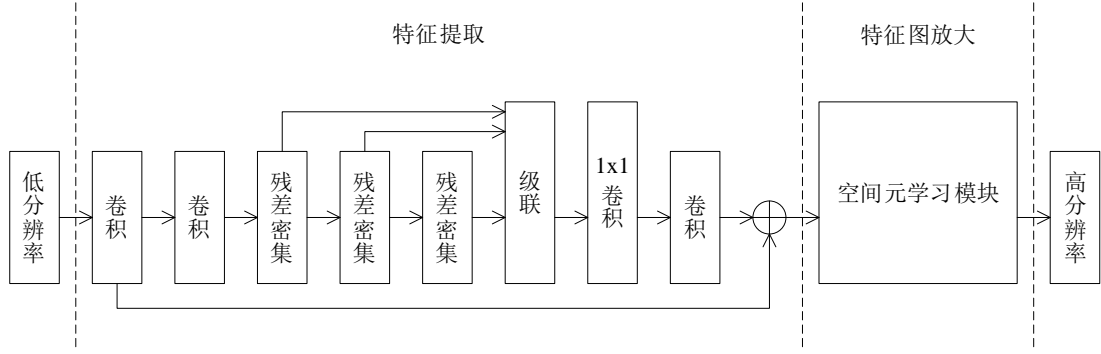 特征提取
特征图放大
低分辨率
卷积
卷积
残差密集
残差密集
残差密集
级联
1x1
卷积
卷积
空间元学习模块
高分辨率